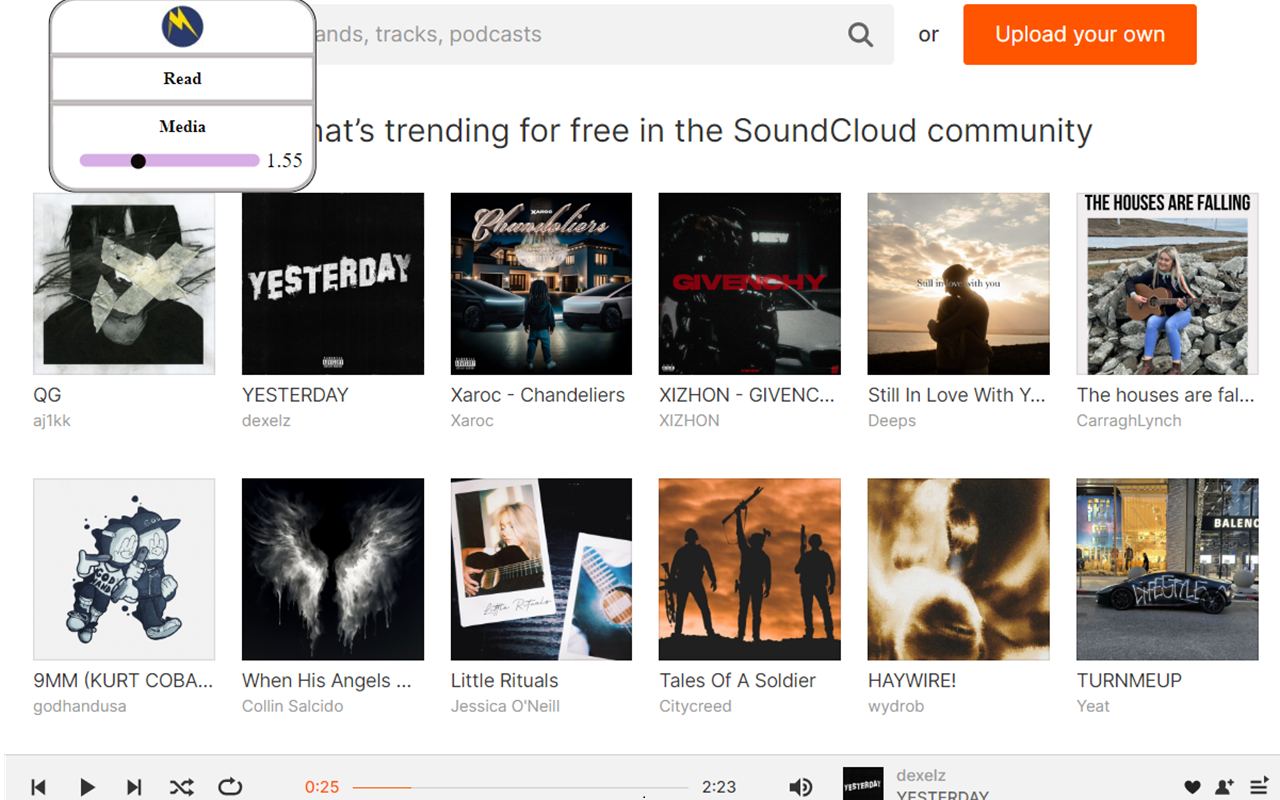 ands, tracks, podcasts
or
Upload your own
Read
Media
1.55
hat’s trending for free in the SoundCloud community
XAROC
Chandeliers
YESTERDAY
GIVENCHY
Still in love with you
THE HOUSES ARE FALLING
QG
YESTERDAY
Xaroc - Chandeliers
XIZHON - GIVENC...
Still In Love With Y...
The houses are fal...
aj1kk
dexelz
Xaroc
XIZHON
Deeps
CarraghLynch
Little Rituals
BALENC
LYFESTYLE
9MM (KURT COBA...
When His Angels ...
Little Rituals
Tales Of A Soldier
HAYWIRE!
TURNMEUP
godhandusa
Collin Salcido
Jessica O'Neill
Citycreed
wydrob
Yeat
0:25
2:23
YESTERDAY
dexelz
YESTERDAY